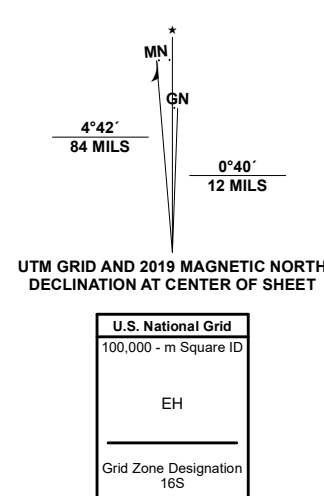 ★
MN
GN
4°42´
84 MILS
0°40´
12 MILS
UTM GRID AND 2019 MAGNETIC NORTH
DECLINATION AT CENTER OF SHEET
U.S. National Grid
100,000 - m Square ID
EH
Grid Zone Designation
16S